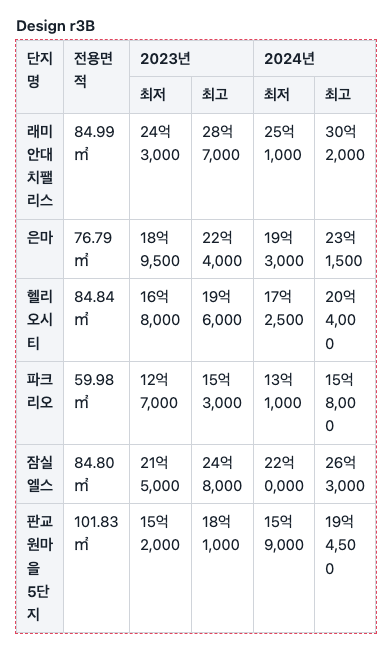 Design r3B
단지 전용면 2023년 2024년
명 적 최저 최고 최저 최고
래미 84.99 24억 28억 25억 30억
안대 ㎡ 3,000 7,000 1,000 2,000
치팰
리스
은마 76.79 18억 22억 19억 23억
㎡ 9,500 4,000 3,000 1,500
헬리 84.84 16억 19억 17억 20억
오시 ㎡ 8,000 6,000 2,500 4,00
티 0
파크 59.98 12억 15억 13억 15억
리오 ㎡ 7,000 3,000 1,000 8,00
0
잠실 84.80 21억 24억 22억 26억
엘스 ㎡ 5,000 8,000 0,000 3,000
판교 101.83 15억 18억 15억 19억
원마 ㎡ 2,000 1,000 9,000 4,50
을 0
5단
지